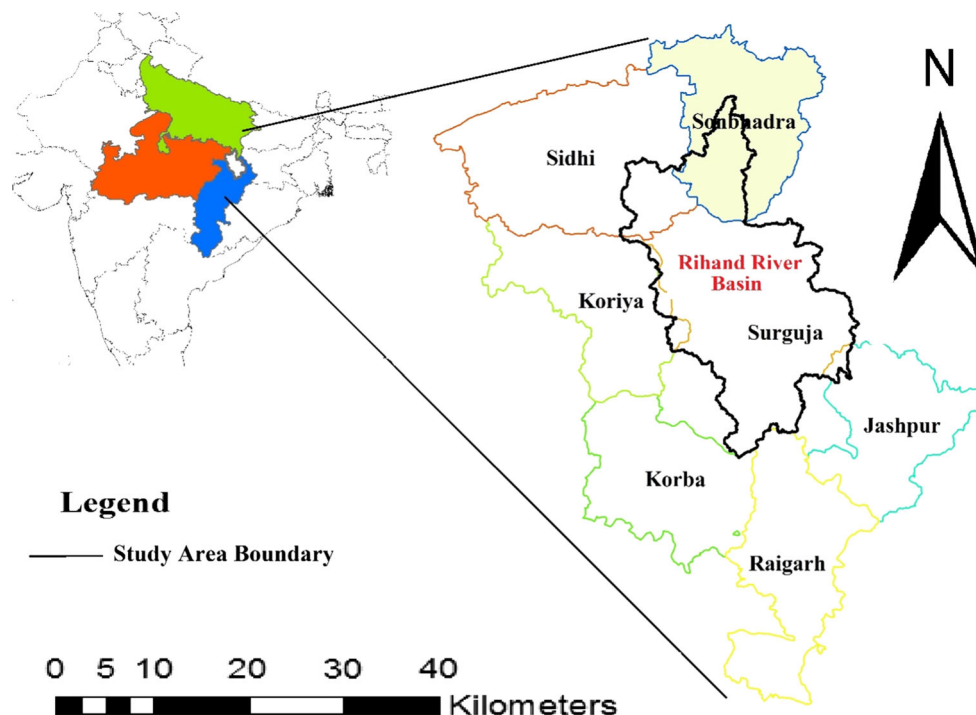 N
Sonbhadra
Sidhi
Rihand River
Basin
Koriya
Surguja
Jashpur
Korba
Raigarh
Legend
Study Area Boundary
0 5 10 20 30 40
Kilometers